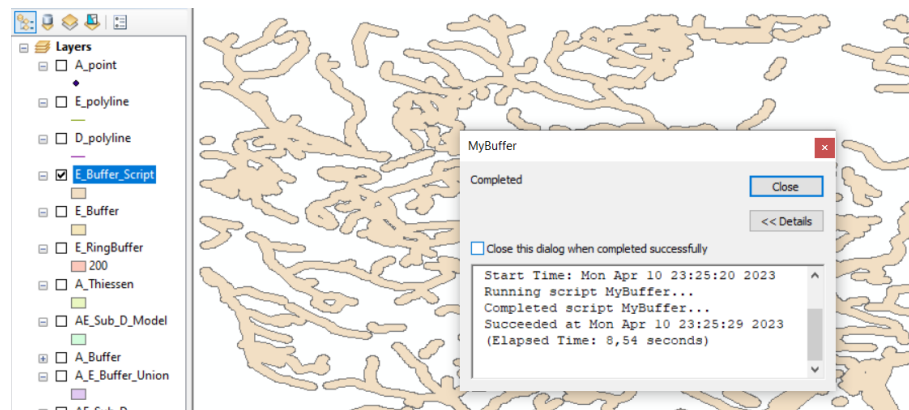 Layers
A_point
E_polyline
D_polyline
E_Buffer_Script
E_Buffer
E_RingBuffer
200
A_Thiessen
AE_Sub_D_Model
A_Buffer
A_E_Buffer_Union
MyBuffer
Completed
Close
<< Details
Close this dialog when completed successfully
Start Time: Mon Apr 10 23:25:20 2023
Running script MyBuffer...
Completed script MyBuffer...
Succeeded at Mon Apr 10 23:25:29 2023
(Elapsed Time: 8,54 seconds)